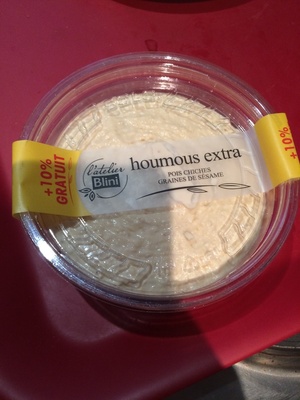 +10%
GRATUIT
l'atelier
Blini
houmous extra
POIS CHICHES
GRAINES DE SÉSAME
+10%